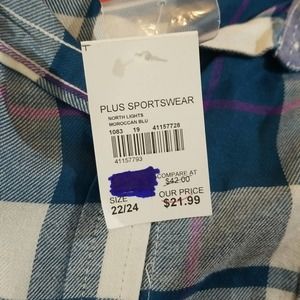 PLUS SPORTSWEAR
NORTH LIGHTS
MOROCCAN BLU
1083 19 41157728
41157793
COMPARE AT
$42.00
SIZE
OUR PRICE
22/24
$21.99